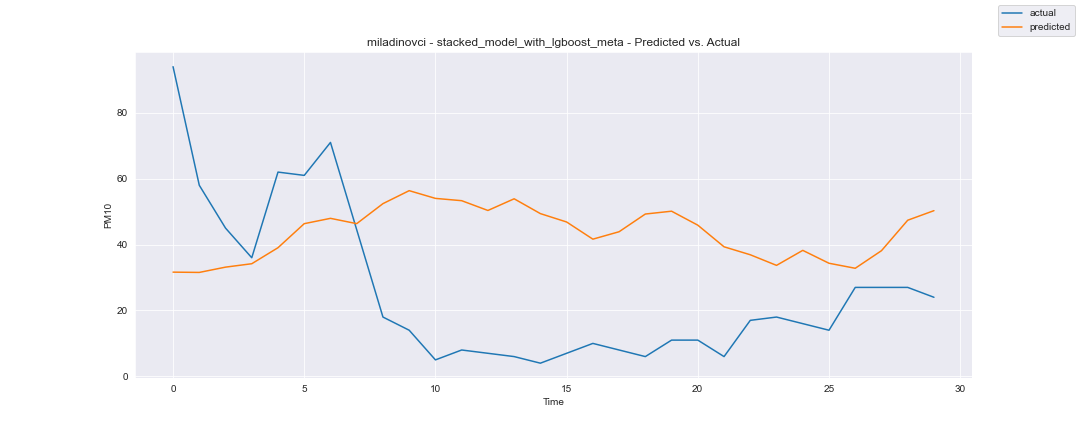 actual
predicted
miladinovci - stacked_model_with_lgboost_meta - Predicted vs. Actual
80
60
40
20
0
PM10
0 5 10 15 20 25 30
Time